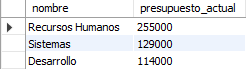 nombre presupuesto_actual
Recursos Humanos 255000
Sistemas 129000
Desarrollo 114000